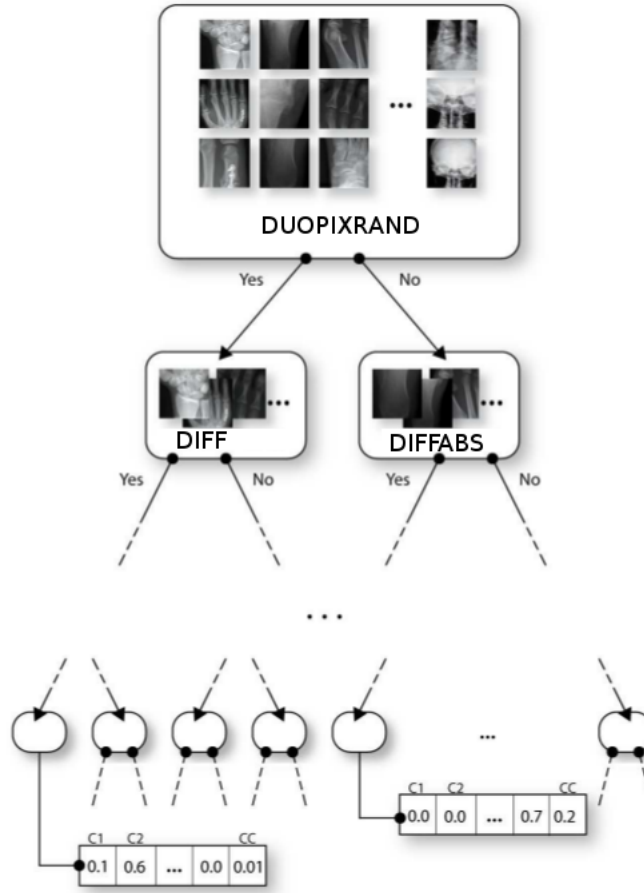 ...
DUOPIXRAND
Yes No
...
...
DIFF
DIFFABS
Yes No Yes No
...
...
C1 C2 CC
0.0 0.0 ... 0.7 0.2
C1 C2 CC
0.1 0.6 ... 0.0 0.01